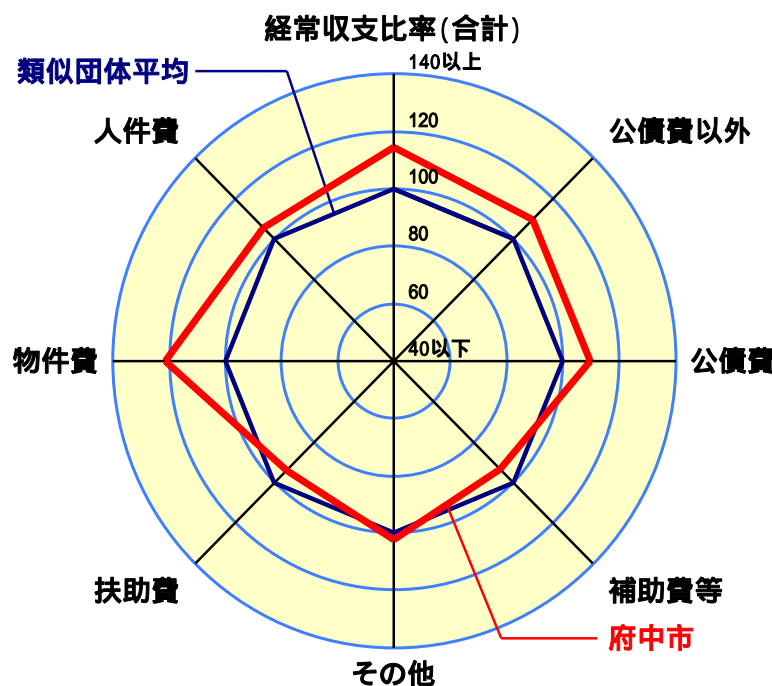 経常収支比率(合計)
類似団体平均
140以上
人件費
120
公債費以外
100
80
60
40以下
物件費
公債費
扶助費
補助費等
府中市
その他